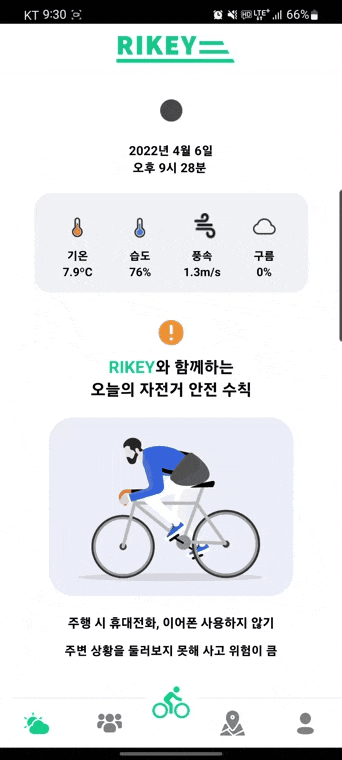 KT 9:30 HD LTE+ 66%
RIKEY
2022년 4월 6일
오후 9시 28분
기온 습도 풍속 구름
7.9ºC 76% 1.3m/s 0%
RIKEY와 함께하는
오늘의 자전거 안전 수칙
주행 시 휴대전화, 이어폰 사용하지 않기
주변 상황을 둘러보지 못해 사고 위험이 큼